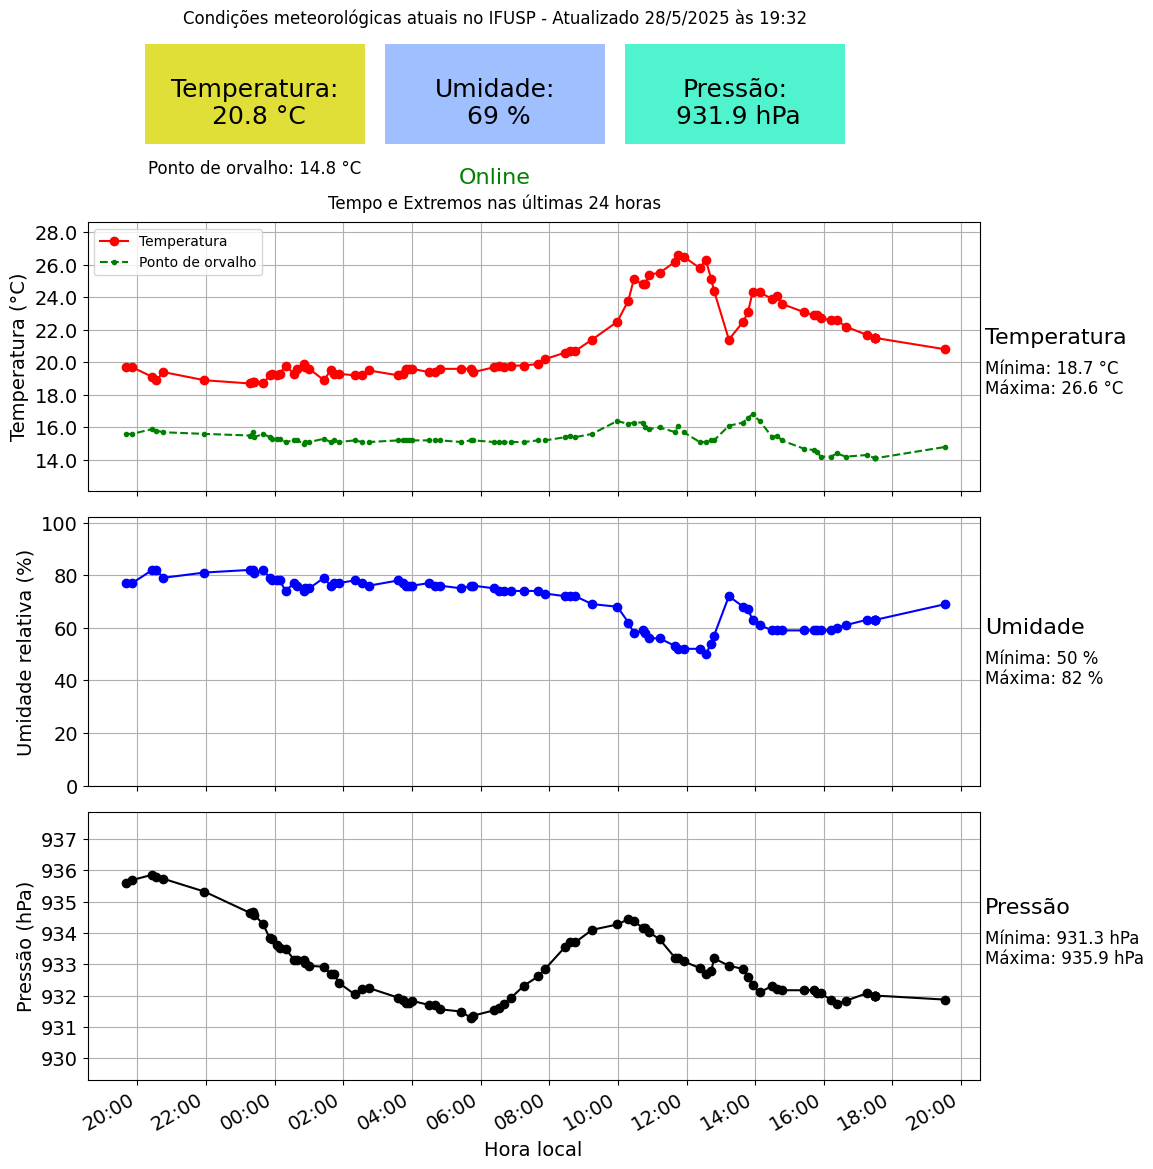 Condições meteorológicas atuais no IFUSP - Atualizado 28/5/2025 às 19:32
Temperatura:
20.8 °C
Umidade:
69 %
Pressão:
931.9 hPa
Ponto de orvalho: 14.8 °C
Online
Tempo e Extremos nas últimas 24 horas
Temperatura (°C)
28.0
26.0
24.0
22.0
20.0
18.0
16.0
14.0
Temperatura
Ponto de orvalho
Temperatura
Mínima: 18.7 °C
Máxima: 26.6 °C
Umidade relativa (%)
100
80
60
40
20
0
Umidade
Mínima: 50 %
Máxima: 82 %
Pressão (hPa)
937
936
935
934
933
932
931
930
Pressão
Mínima: 931.3 hPa
Máxima: 935.9 hPa
20:00 22:00 00:00 02:00 04:00 06:00 08:00 10:00 12:00 14:00 16:00 18:00 20:00
Hora local